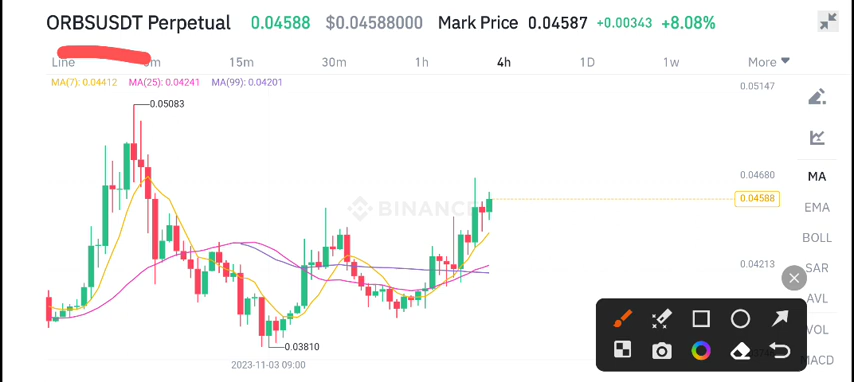 ORBSUSDT Perpetual 0.04588 $0.04588000 Mark Price 0.04587 +0.00343 +8.08%
Line 15m 30m 1h 4h 1D 1w More
MA(7): 0.04412 MA(25): 0.04241 MA(99): 0.04201
0.05147
0.05083
0.04680
MA
0.04588
BINANCE
EMA
BOLL
0.04213
SAR
AVL
VOL
0.03810
MACD
2023-11-03 09:00